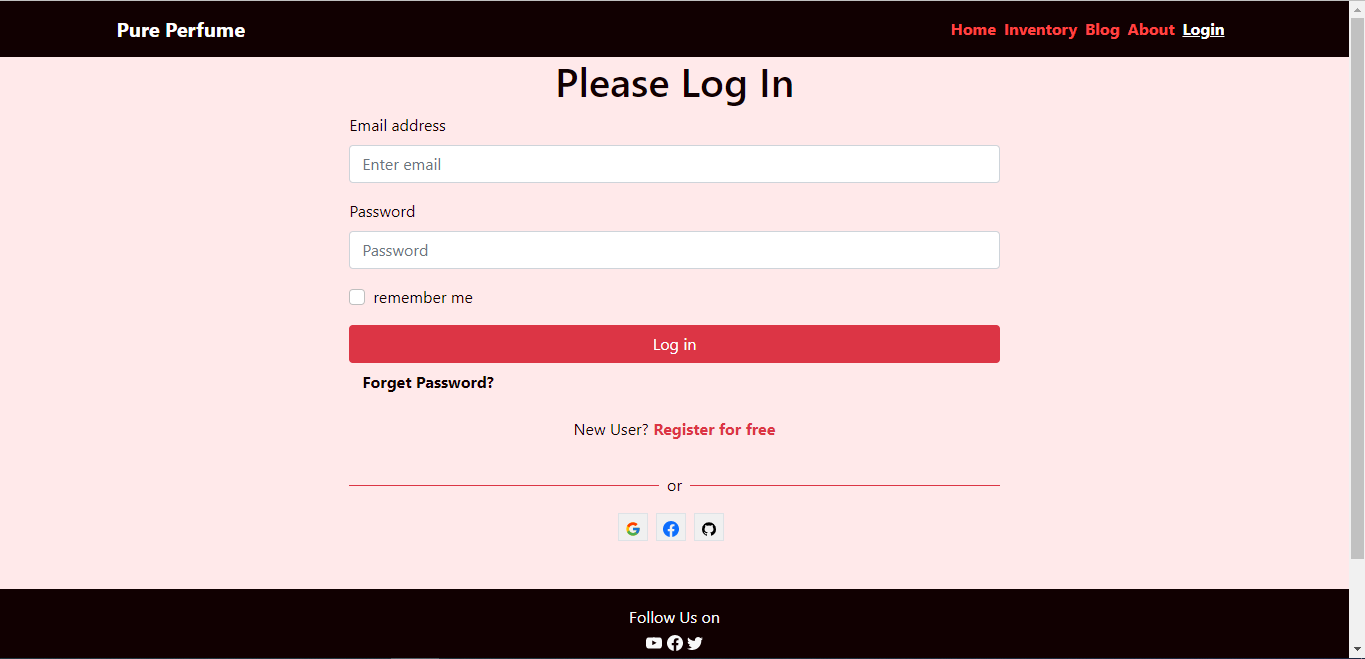 Pure Perfume
Home Inventory Blog About Login
Please Log In
Email address
Enter email
Password
Password
remember me
Log in
Forget Password?
New User? Register for free
or
Follow Us on